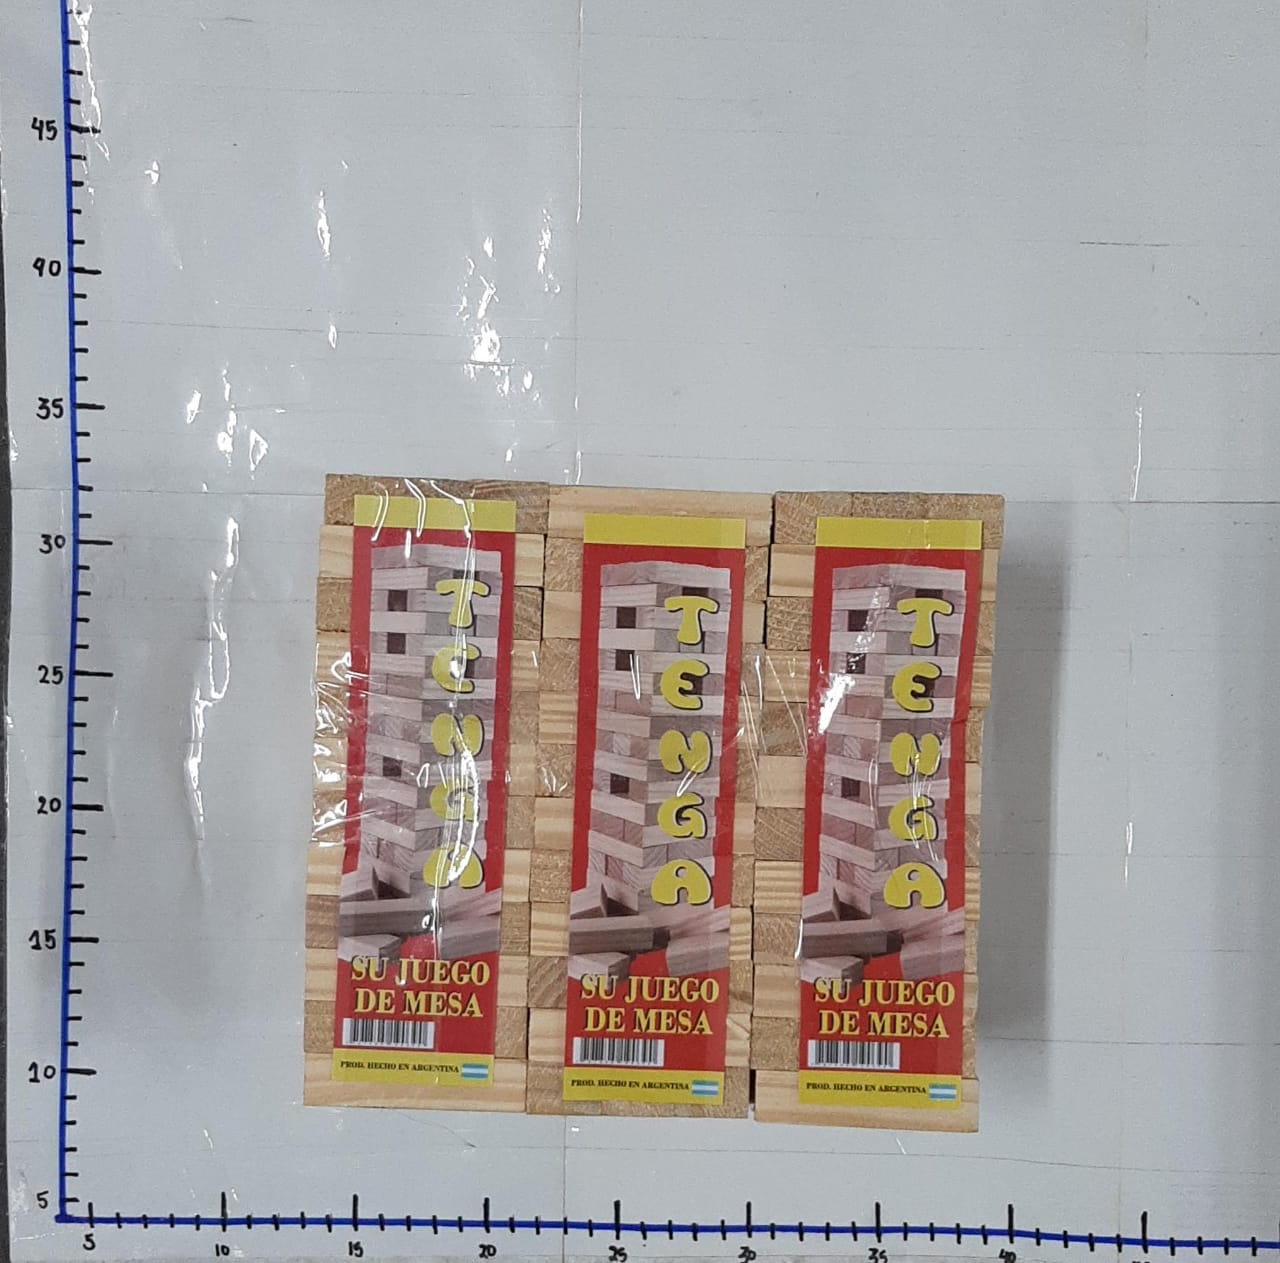 45
40
35
30
25
20
15
10
5
5
10
15
20
25
30
35
40
TENGA
SU JUEGO
DE MESA
PROD. HECHO EN ARGENTINA
TENGA
SU JUEGO
DE MESA
PROD. HECHO EN ARGENTINA
TENGA
SU JUEGO
DE MESA
PROD. HECHO EN ARGENTINA